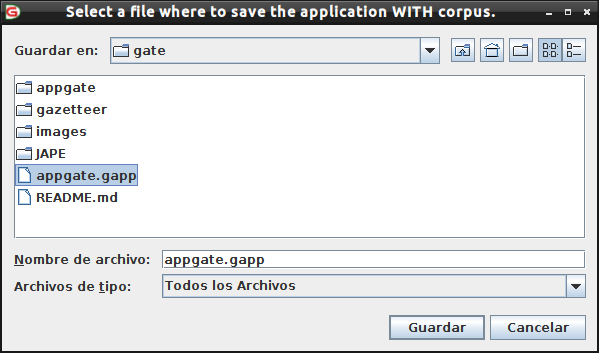 Select a file where to save the application WITH corpus.
Guardar en: gate
appgate
gazetteer
images
JAPE
appgate.gapp
README.md
Nombre de archivo: appgate.gapp
Archivos de tipo: Todos los Archivos
Guardar Cancelar